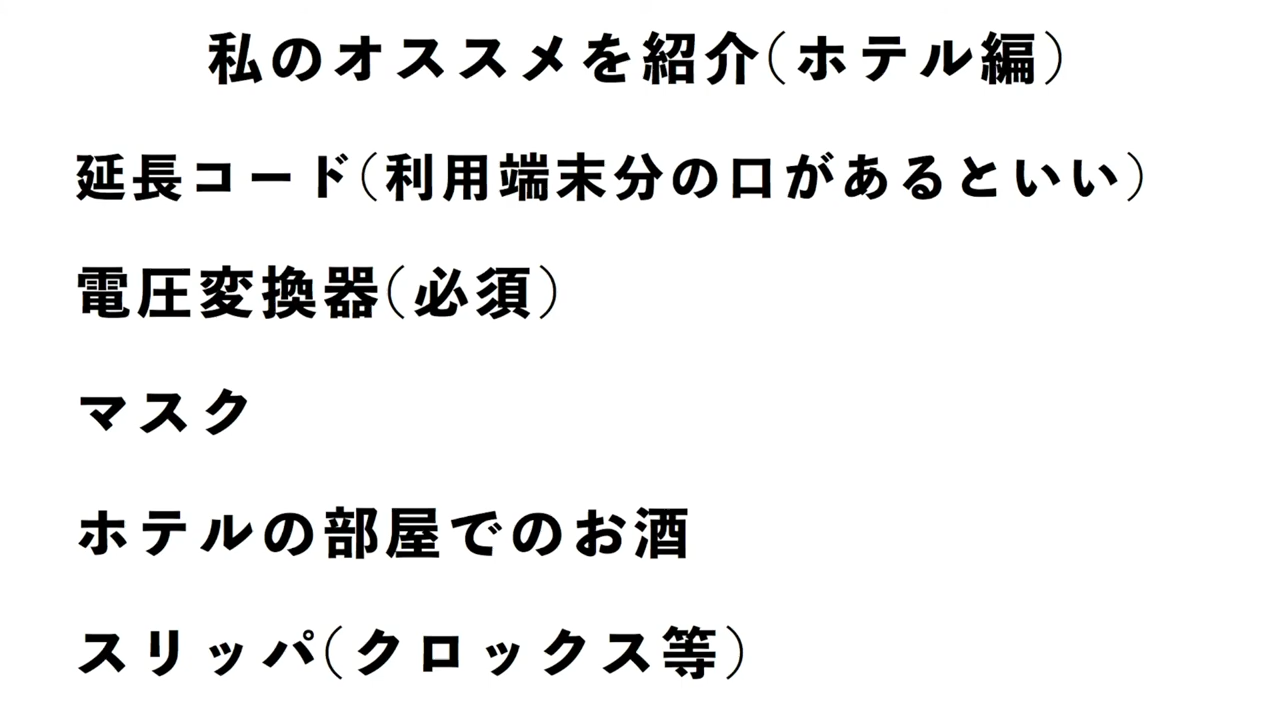 私のオススメを紹介(ホテル編)
延長コード(利用端末分の口があるといい)
電圧変換器(必須)
マスク
ホテルの部屋でのお酒
スリッパ(クロックス等)